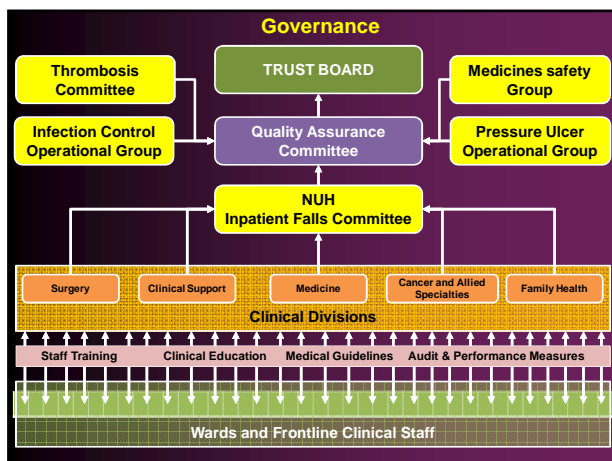 Governance
Thrombosis
Committee
TRUST BOARD
Medicines safety
Group
Infection Control
Operational Group
Quality Assurance
Committee
Pressure Ulcer
Operational Group
NUH
Inpatient Falls Committee
Surgery
Clinical Support
Medicine
Cancer and Allied
Specialties
Family Health
Clinical Divisions
Staff Training
Clinical Education
Medical Guidelines
Audit & Performance Measures
Wards and Frontline Clinical Staff